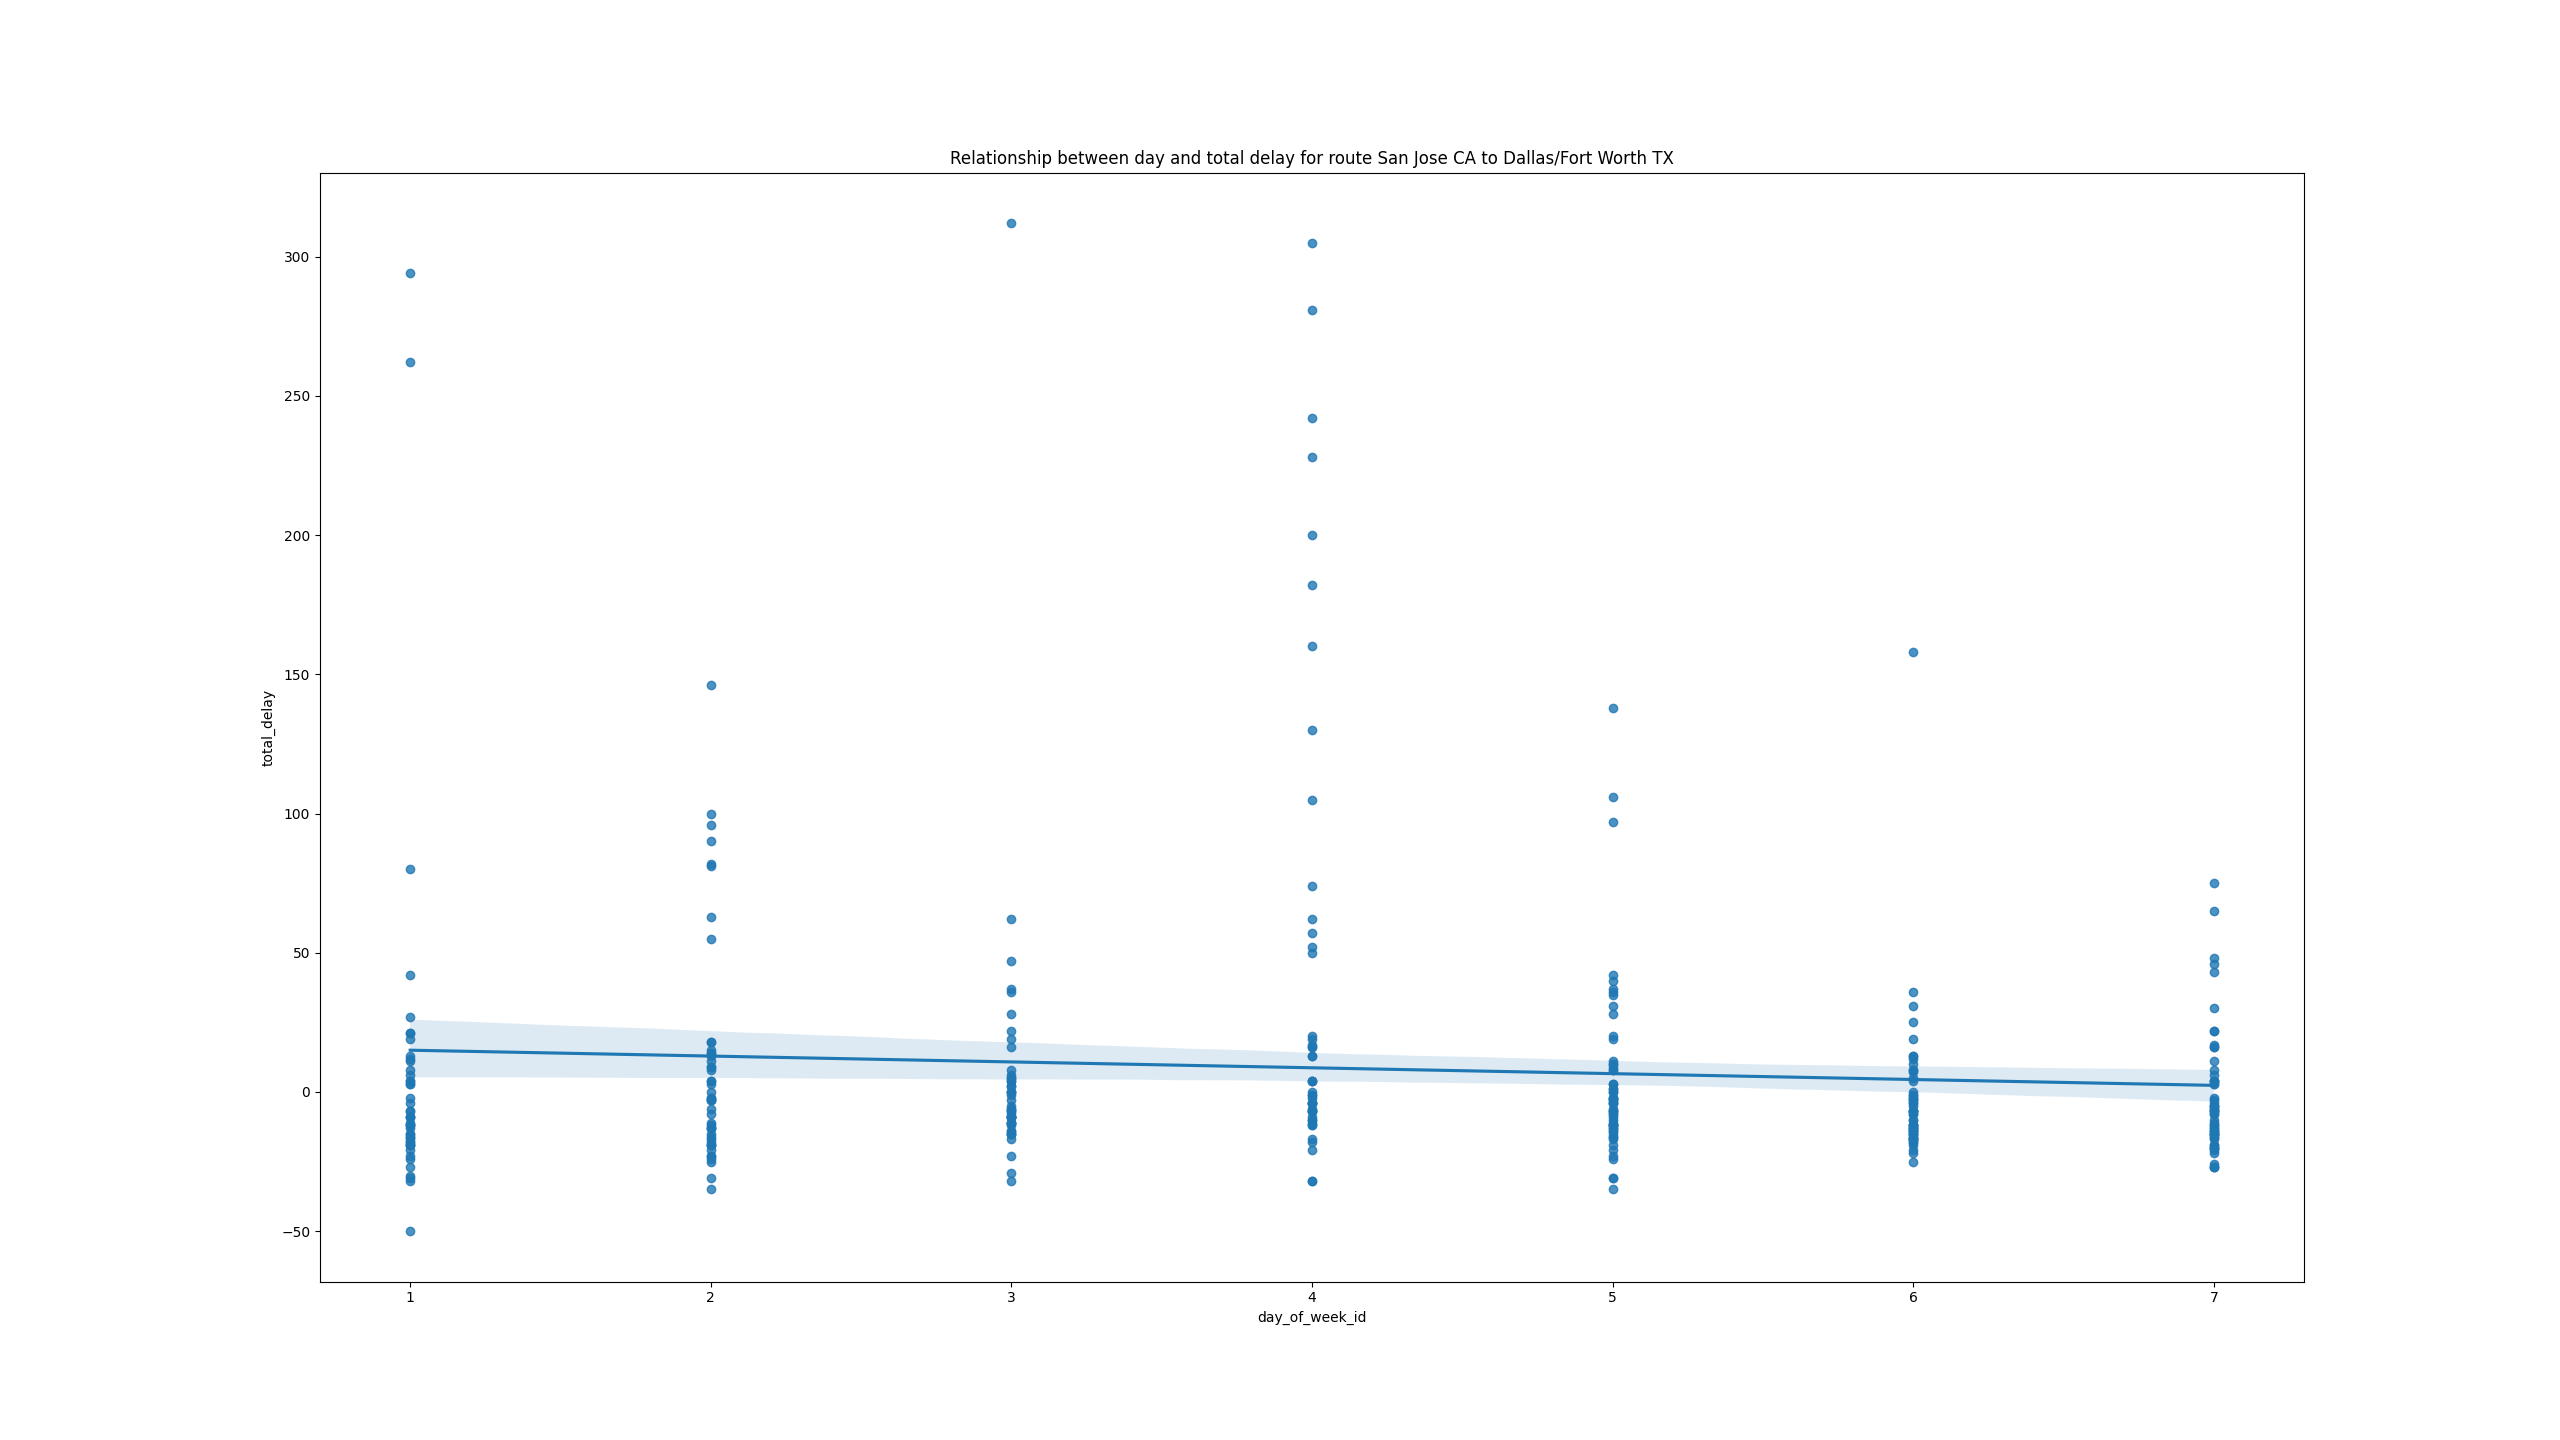 Relationship between day and total delay for route San Jose CA to Dallas/Fort Worth TX
300
250
200
150
100
50
0
−50
total_delay
1 2 3 4 5 6 7
day_of_week_id